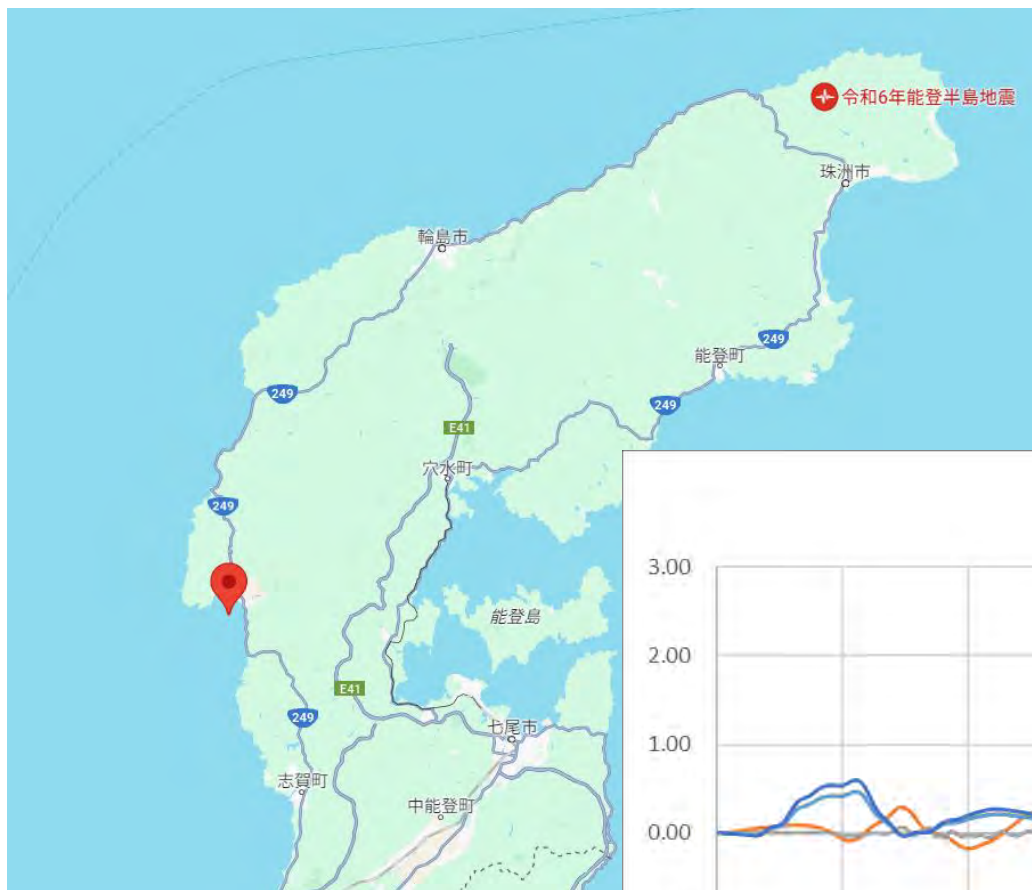 令和6年能登半島地震
珠洲市
輪島市
249
能登町
249
249
E41
穴水町
249
能登島
E41
249
七尾市
志賀町
中能登町
3.00
2.00
1.00
0.00